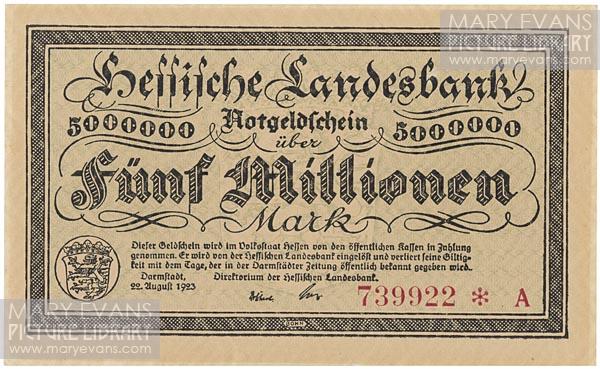 MARY EVANS
PICTURE LIBRARY
www.maryevans.com
Hessische Landesbank
5000000 Notgeldschein 5000000
über
Fünf Millionen
Mark
Dieser Geldschein wird im Volksstaat Hessen von den öffentlichen Kassen in Zahlung
genommen. Er wird von der Hessischen Landesbank eingelöst und verliert seine Giltig-
keit mit dem Tage, der in der Darmstädter Zeitung öffentlich bekannt gegeben wird.
Darmstadt, Direktorium der Hessischen Landesbank.
22. August 1923
739922 * A
MARY EVANS
PICTURE LIBRARY
www.maryevans.com